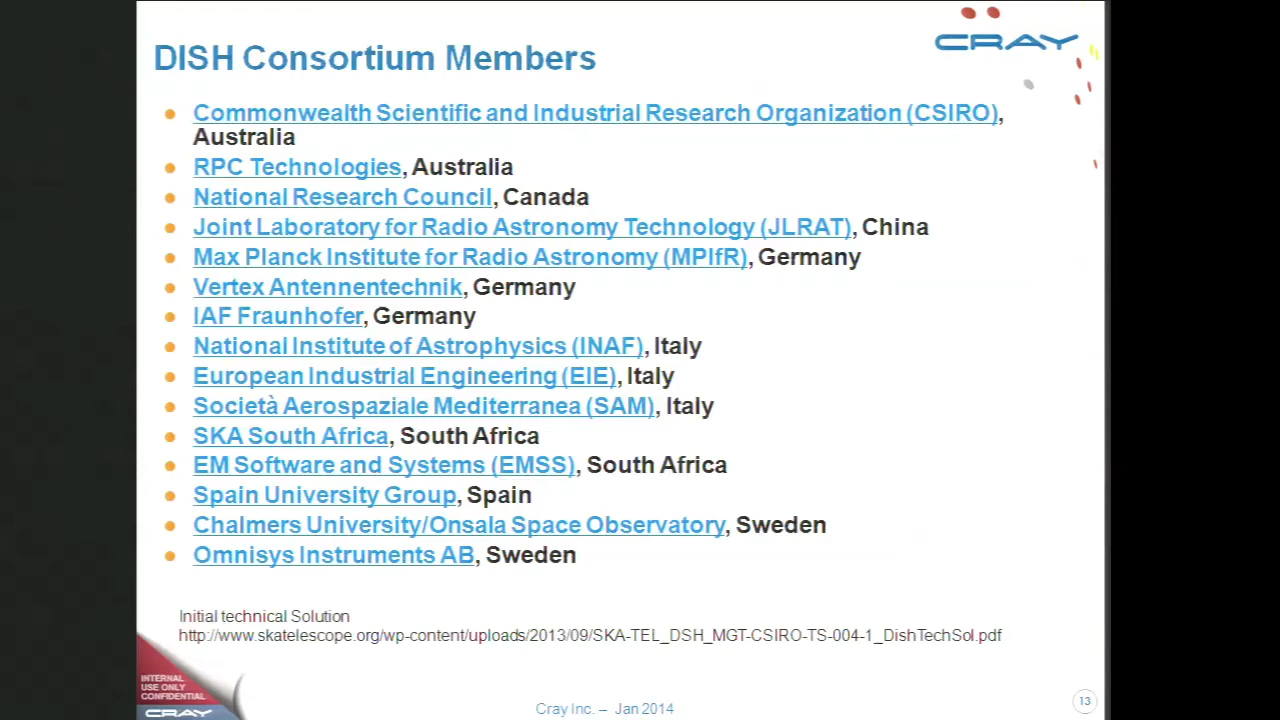 CRAY
DISH Consortium Members
Commonwealth Scientific and Industrial Research Organization (CSIRO),
Australia
RPC Technologies, Australia
National Research Council, Canada
Joint Laboratory for Radio Astronomy Technology (JLRAT), China
Max Planck Institute for Radio Astronomy (MPIfR), Germany
Vertex Antennentechnik, Germany
IAF Fraunhofer, Germany
National Institute of Astrophysics (INAF), Italy
European Industrial Engineering (EIE), Italy
Società Aerospaziale Mediterranea (SAM), Italy
SKA South Africa, South Africa
EM Software and Systems (EMSS), South Africa
Spain University Group, Spain
Chalmers University/Onsala Space Observatory, Sweden
Omnisys Instruments AB, Sweden
Initial technical Solution
http://www.skatelescope.org/wp-content/uploads/2013/09/SKA-TEL_DSH_MGT-CSIRO-TS-004-1_DishTechSol.pdf
INTERNAL
USE ONLY
CONFIDENTIAL
CRAY
Cray Inc. – Jan 2014
13